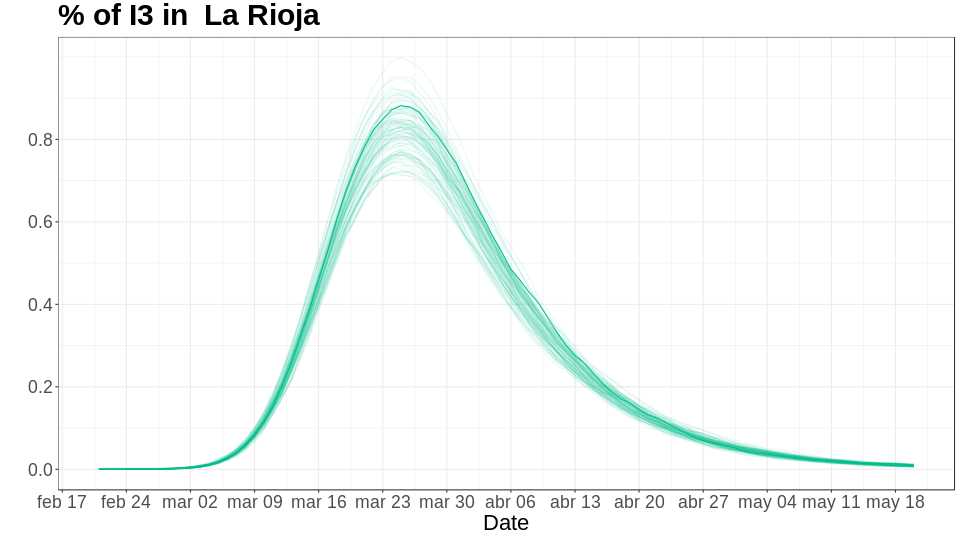 % of I3 in  La Rioja
0.8
0.6
0.4
0.2
0.0
feb 17 feb 24 mar 02 mar 09 mar 16 mar 23 mar 30 abr 06 abr 13 abr 20 abr 27 may 04 may 11 may 18
Date